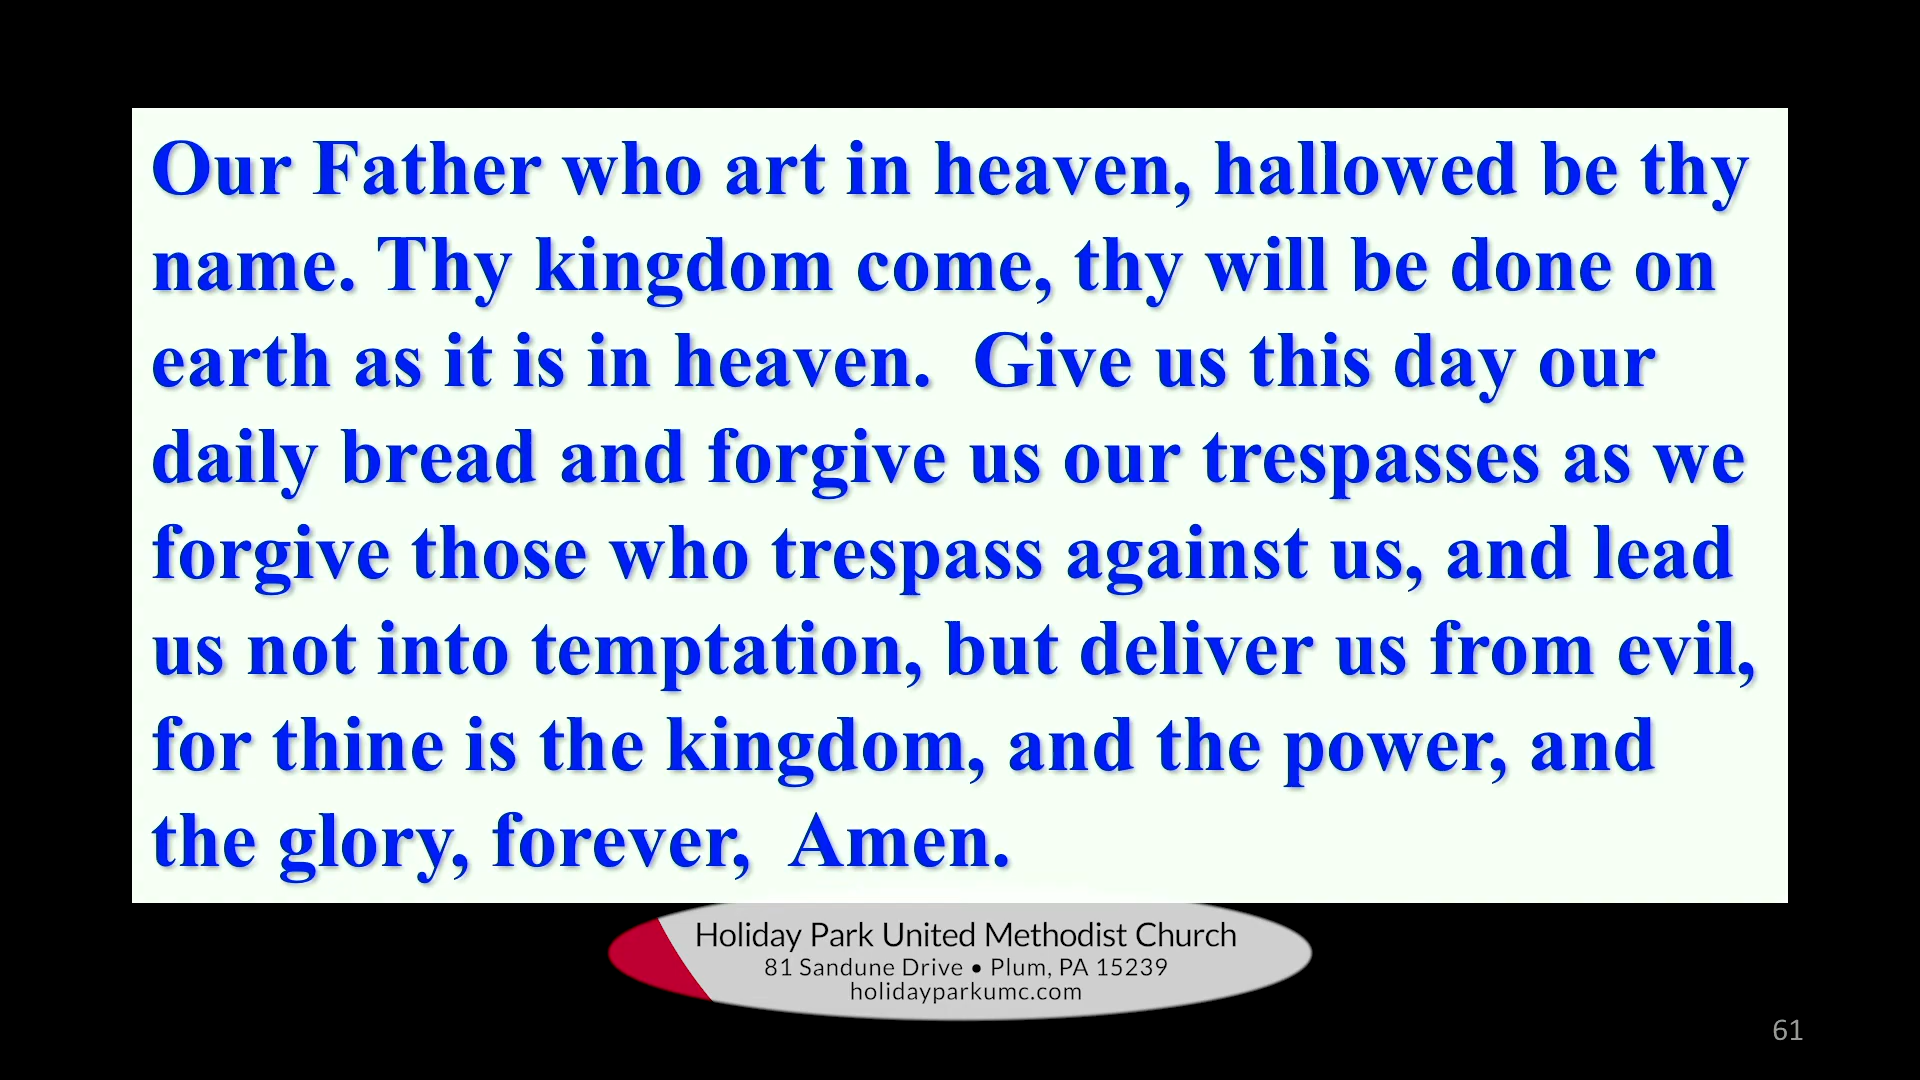 Our Father who art in heaven, hallowed be thy
name. Thy kingdom come, thy will be done on
earth as it is in heaven.  Give us this day our
daily bread and forgive us our trespasses as we
forgive those who trespass against us, and lead
us not into temptation, but deliver us from evil,
for thine is the kingdom, and the power, and
the glory, forever,  Amen.
Holiday Park United Methodist Church
81 Sandune Drive • Plum, PA 15239
holidayparkumc.com
61